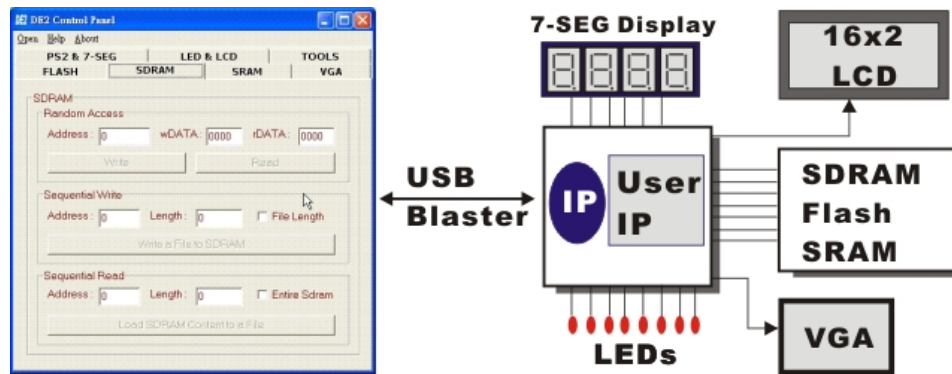 DE2 Control Panel
Open Help About
PS2 & 7-SEG LED & LCD TOOLS
FLASH SDRAM SRAM VGA
SDRAM
Random Access
Address : 0 wDATA : 0000 rDATA : 0000
Write Read
Sequential Write
Address : 0 Length : 0 File Length
Write a File to SDRAM
Sequential Read
Address : 0 Length : 0 Entire Sdram
Load SDRAM Content to a File
USB
Blaster
7-SEG Display
IP
User
IP
LEDs
16x2
LCD
SDRAM
Flash
SRAM
VGA